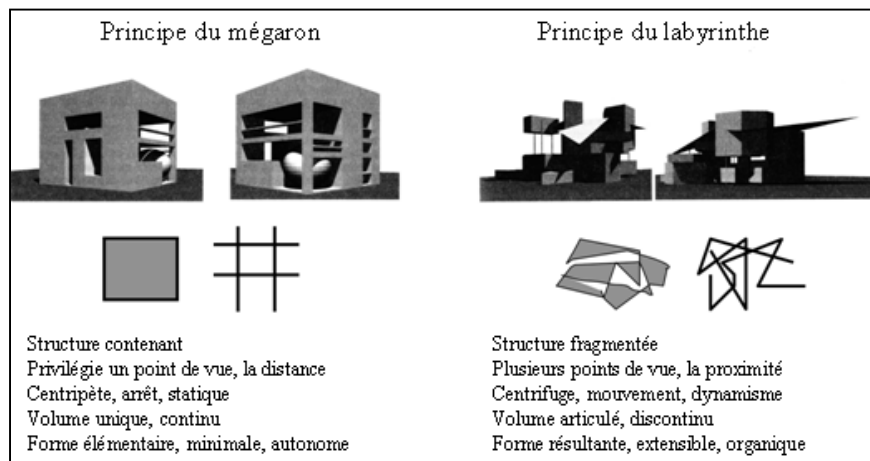 Principe du mégaron
Principe du labyrinthe
Structure contenant
Privilégie un point de vue, la distance
Centripète, arrêt, statique
Volume unique, continu
Forme élémentaire, minimale, autonome
Structure fragmentée
Plusieurs points de vue, la proximité
Centrifuge, mouvement, dynamisme
Volume articulé, discontinu
Forme résultante, extensible, organique